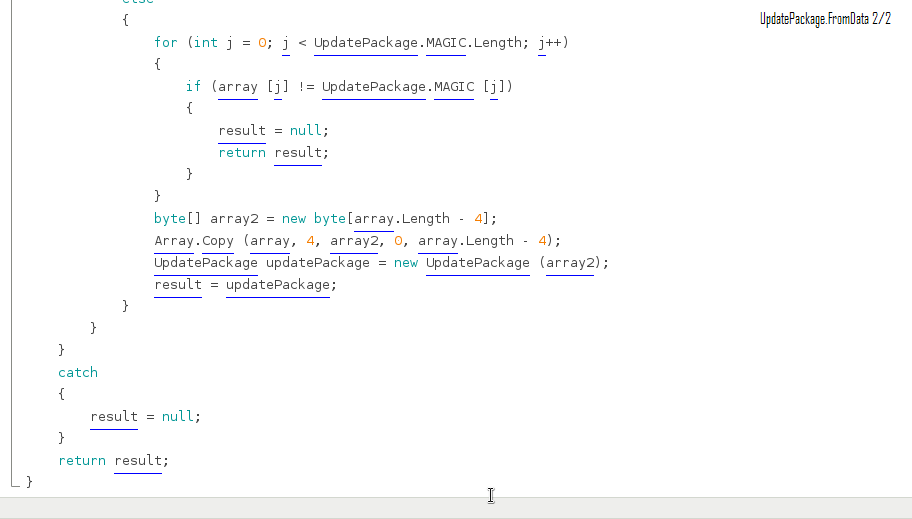 else
UpdatePackage.FromData 2/2
{
for (int j = 0; j < UpdatePackage.MAGIC.Length; j++)
{
if (array [j] != UpdatePackage.MAGIC [j])
{
result = null;
return result;
}
}
byte[] array2 = new byte[array.Length - 4];
Array.Copy (array, 4, array2, 0, array.Length - 4);
UpdatePackage updatePackage = new UpdatePackage (array2);
result = updatePackage;
}
}
}
catch
{
result = null;
}
return result;
}